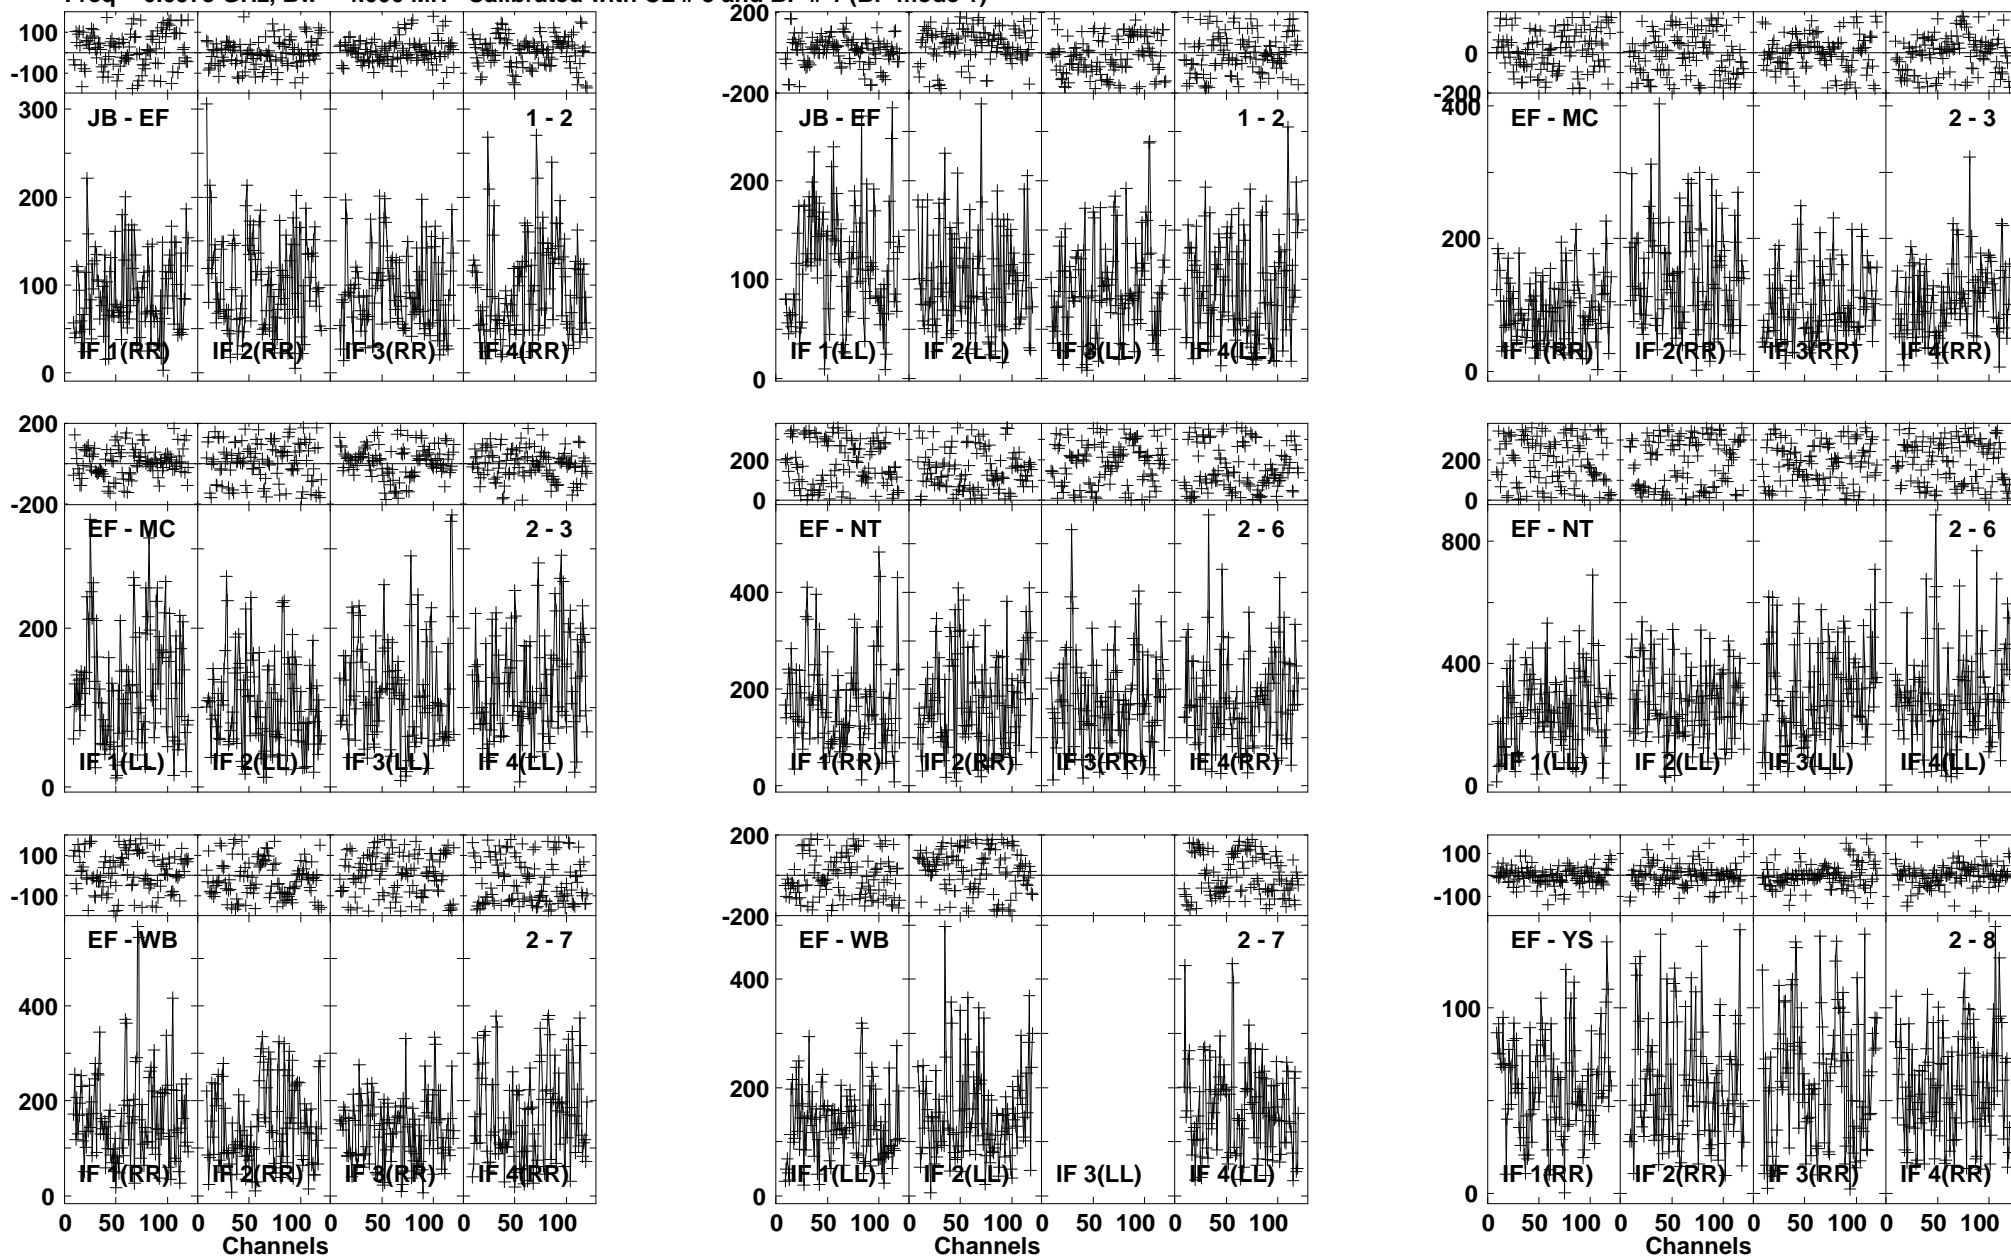 100
-100
300
200
100
0
JB - EF 1 - 2
IF 1(RR) IF 2(RR) IF 3(RR) IF 4(RR)
200
-200
200
100
0
JB - EF 1 - 2
IF 1(LL) IF 2(LL) IF 3(LL) IF 4(LL)
0
-200
400
200
0
EF - MC 2 - 3
IF 1(RR) IF 2(RR) IF 3(RR) IF 4(RR)
200
-200
200
0
EF - MC 2 - 3
IF 1(LL) IF 2(LL) IF 3(LL) IF 4(LL)
200
0
400
200
0
EF - NT 2 - 6
IF 1(RR) IF 2(RR) IF 3(RR) IF 4(RR)
200
0
800
400
0
EF - NT 2 - 6
IF 1(LL) IF 2(LL) IF 3(LL) IF 4(LL)
100
-100
400
200
0
EF - WB 2 - 7
IF 1(RR) IF 2(RR) IF 3(RR) IF 4(RR)
0 50 100 0 50 100 0 50 100 0 50 100
Channels
200
-200
400
200
0
EF - WB 2 - 7
IF 1(LL) IF 2(LL) IF 3(LL) IF 4(LL)
0 50 100 0 50 100 0 50 100 0 50 100
Channels
100
-100
100
0
EF - YS 2 - 8
IF 1(RR) IF 2(RR) IF 3(RR) IF 4(RR)
0 50 100 0 50 100 0 50 100 0 50 100
Channels